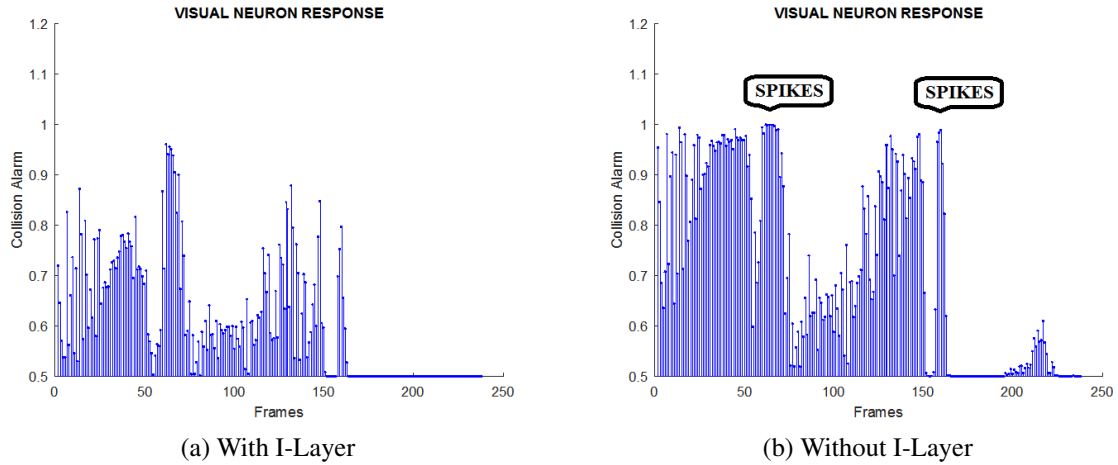 VISUAL NEURON RESPONSE
1.2
1.1
1
0.9
0.8
0.7
0.6
0.5
Collision Alarm
0
50
100
150
200
250
Frames
(a) With I-Layer
VISUAL NEURON RESPONSE
SPIKES
SPIKES
1.2
1.1
1
0.9
0.8
0.7
0.6
0.5
Collision Alarm
0
50
100
150
200
250
Frames
(b) Without I-Layer